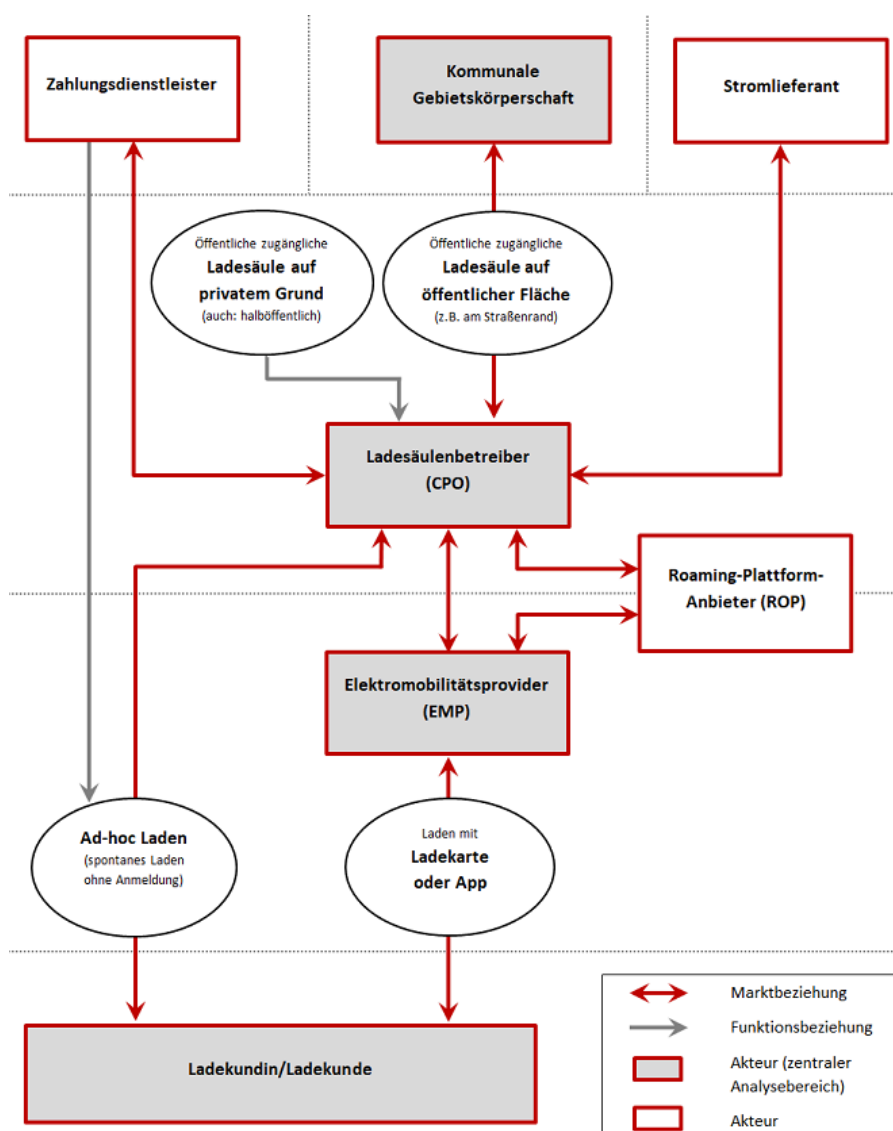 Zahlungsdienstleister
Kommunale
Gebietskörperschaft
Stromlieferant
Öffentliche zugängliche
Ladesäule auf
privatem Grund
(auch: halböffentlich)
Öffentliche zugängliche
Ladesäule auf
öffentlicher Fläche
(z.B. am Straßenrand)
Ladesäulenbetreiber
(CPO)
Roaming-Plattform-
Anbieter (ROP)
Elektromobilitätsprovider
(EMP)
Ad-hoc Laden
(spontanes Laden
ohne Anmeldung)
Laden mit
Ladekarte
oder App
Ladekundin/Ladekunde
Marktbeziehung
Funktionsbeziehung
Akteur (zentraler
Analysebereich)
Akteur